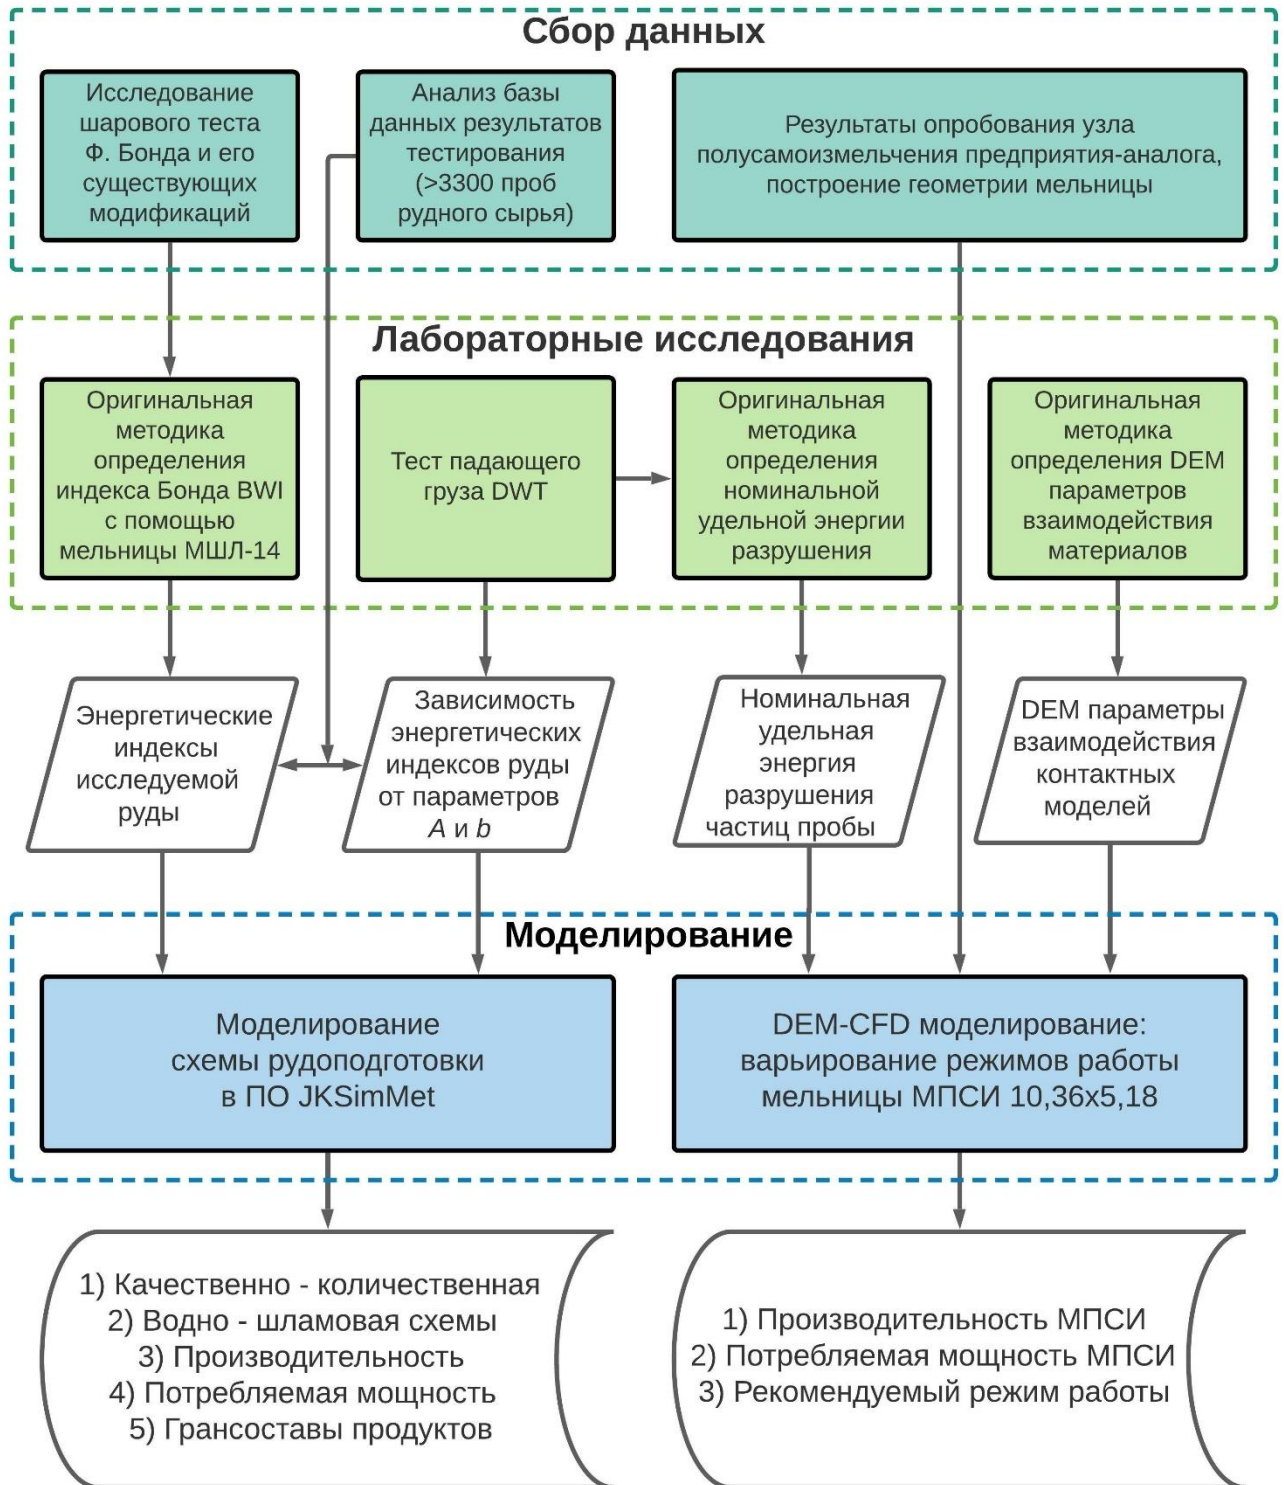 Сбор данных
Исследование
шарового теста
Ф. Бонда и его
существующих
модификаций
Анализ базы
данных результатов
тестирования
(>3300 проб
рудного сырья)
Результаты опробования узла
полусамоизмельчения предприятия-аналога,
построение геометрии мельницы
Лабораторные исследования
Оригинальная
методика
определения
индекса Бонда BWI
с помощью
мельницы МШЛ-14
Тест падающего
груза DWT
Оригинальная
методика
определения
номинальной
удельной энергии
разрушения
Оригинальная
методика
определения DEM
параметров
взаимодействия
материалов
Энергетические
индексы
исследуемой
руды
Зависимость
энергетических
индексов руды
от параметров
A и b
Номинальная
удельная
энергия
разрушения
частиц пробы
DEM параметры
взаимодействия
контактных
моделей
Моделирование
Моделирование
схемы рудоподготовки
в ПО JKSimMet
DEM-CFD моделирование:
варьирование режимов работы
мельницы МПСИ 10,36x5,18
1) Качественно - количественная
2) Водно - шламовая схемы
3) Производительность
4) Потребляемая мощность
5) Грансоставы продуктов
1) Производительность МПСИ
2) Потребляемая мощность МПСИ
3) Рекомендуемый режим работы